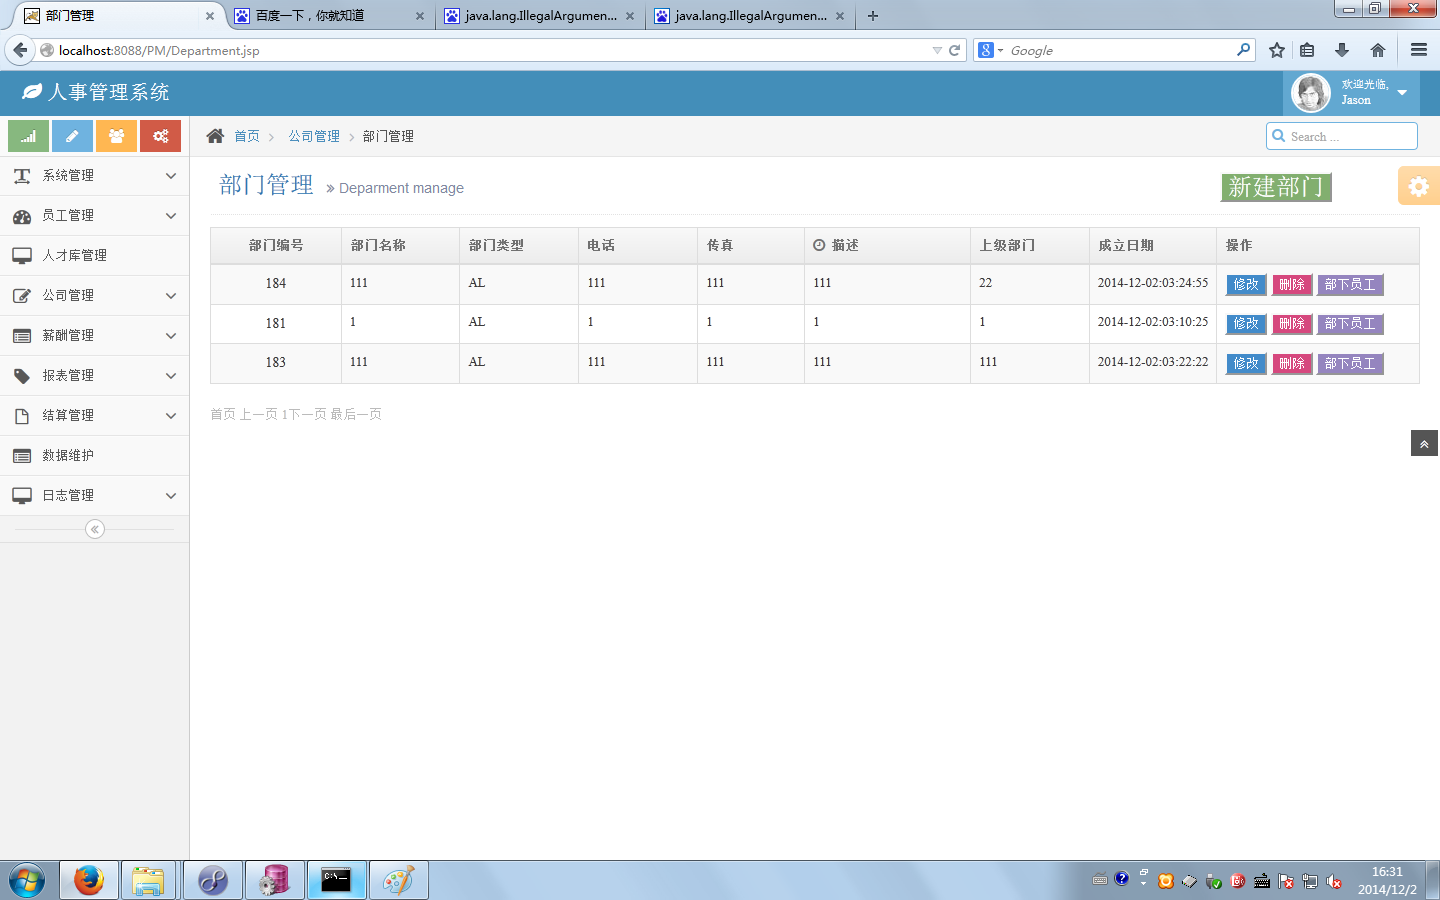 部门管理
百度一下，你就知道
java.lang.IllegalArgumen...
java.lang.IllegalArgumen...
localhost:8088/PM/Department.jsp
Google
人事管理系统
欢迎光临,
Jason
首页
公司管理
部门管理
Search ...
系统管理
员工管理
人才库管理
公司管理
薪酬管理
报表管理
结算管理
数据维护
日志管理
部门管理 » Deparment manage
新建部门
部门编号 部门名称 部门类型 电话 传真 描述 上级部门 成立日期 操作
184 111 AL 111 111 111 22 2014-12-02:03:24:55 修改 删除 部下员工
181 1 AL 1 1 1 1 2014-12-02:03:10:25 修改 删除 部下员工
183 111 AL 111 111 111 111 2014-12-02:03:22:22 修改 删除 部下员工
首页 上一页 1下一页 最后一页
16:31
2014/12/2